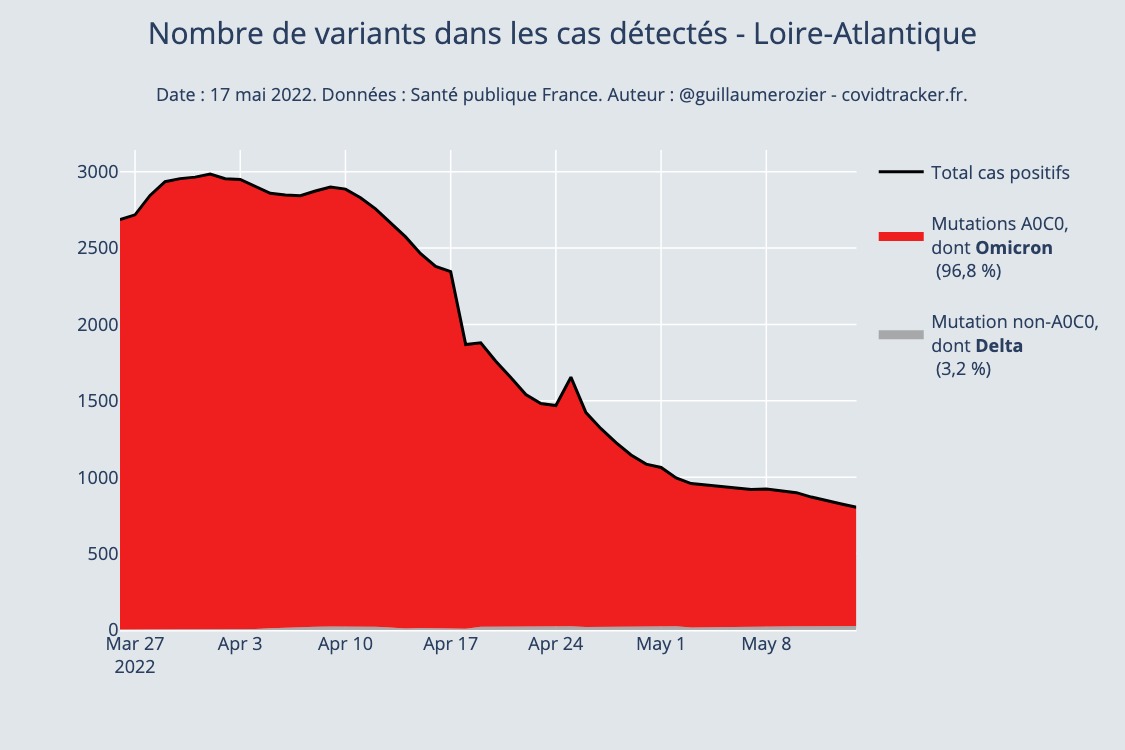 Nombre de variants dans les cas détectés - Loire-Atlantique
Date : 17 mai 2022. Données : Santé publique France. Auteur : @guillaumerozier - covidtracker.fr.
3000
2500
2000
1500
1000
500
0
Mar 27
2022
Apr 3
Apr 10
Apr 17
Apr 24
May 1
May 8
Total cas positifs
Mutations A0C0,
dont Omicron
(96,8 %)
Mutation non-A0C0,
dont Delta
(3,2 %)